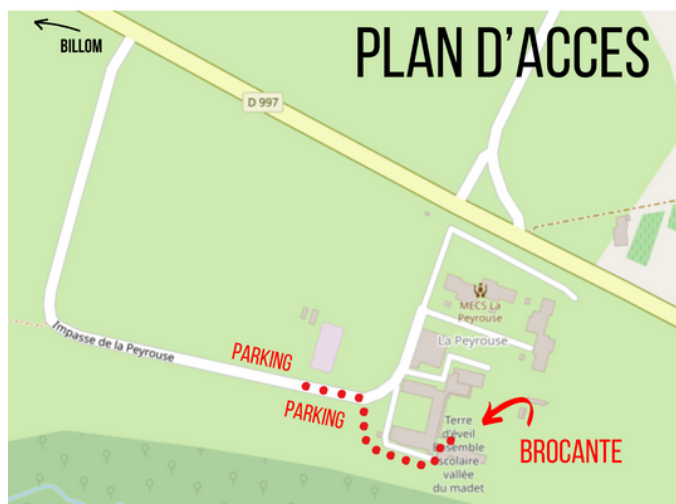 BILLOM
PLAN D'ACCES
D 997
MECS La
Peyrouse
La Peyrouse
Impasse de la Peyrouse
PARKING
PARKING
Terre
d'éveil
Ensemble
scolaire
vallée
du madet
BROCANTE